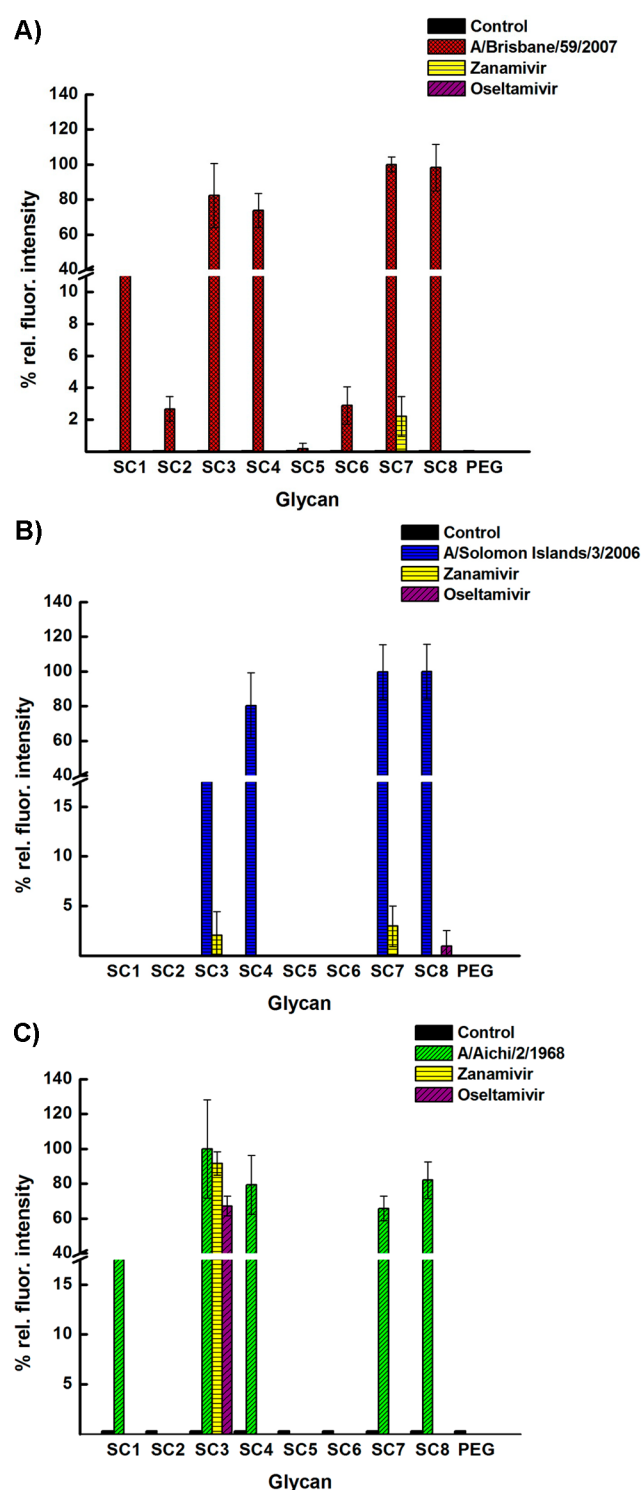 A)
Control
A/Brisbane/59/2007
Zanamivir
Oseltamivir
% rel. fluor. intensity
140
120
100
80
60
40
10
8
6
4
2
SC1 SC2 SC3 SC4 SC5 SC6 SC7 SC8 PEG
Glycan
B)
Control
A/Solomon Islands/3/2006
Zanamivir
Oseltamivir
% rel. fluor. intensity
140
120
100
80
60
40
15
10
5
SC1 SC2 SC3 SC4 SC5 SC6 SC7 SC8 PEG
Glycan
C)
Control
A/Aichi/2/1968
Zanamivir
Oseltamivir
% rel. fluor. intensity
140
120
100
80
60
40
15
10
5
SC1 SC2 SC3 SC4 SC5 SC6 SC7 SC8 PEG
Glycan